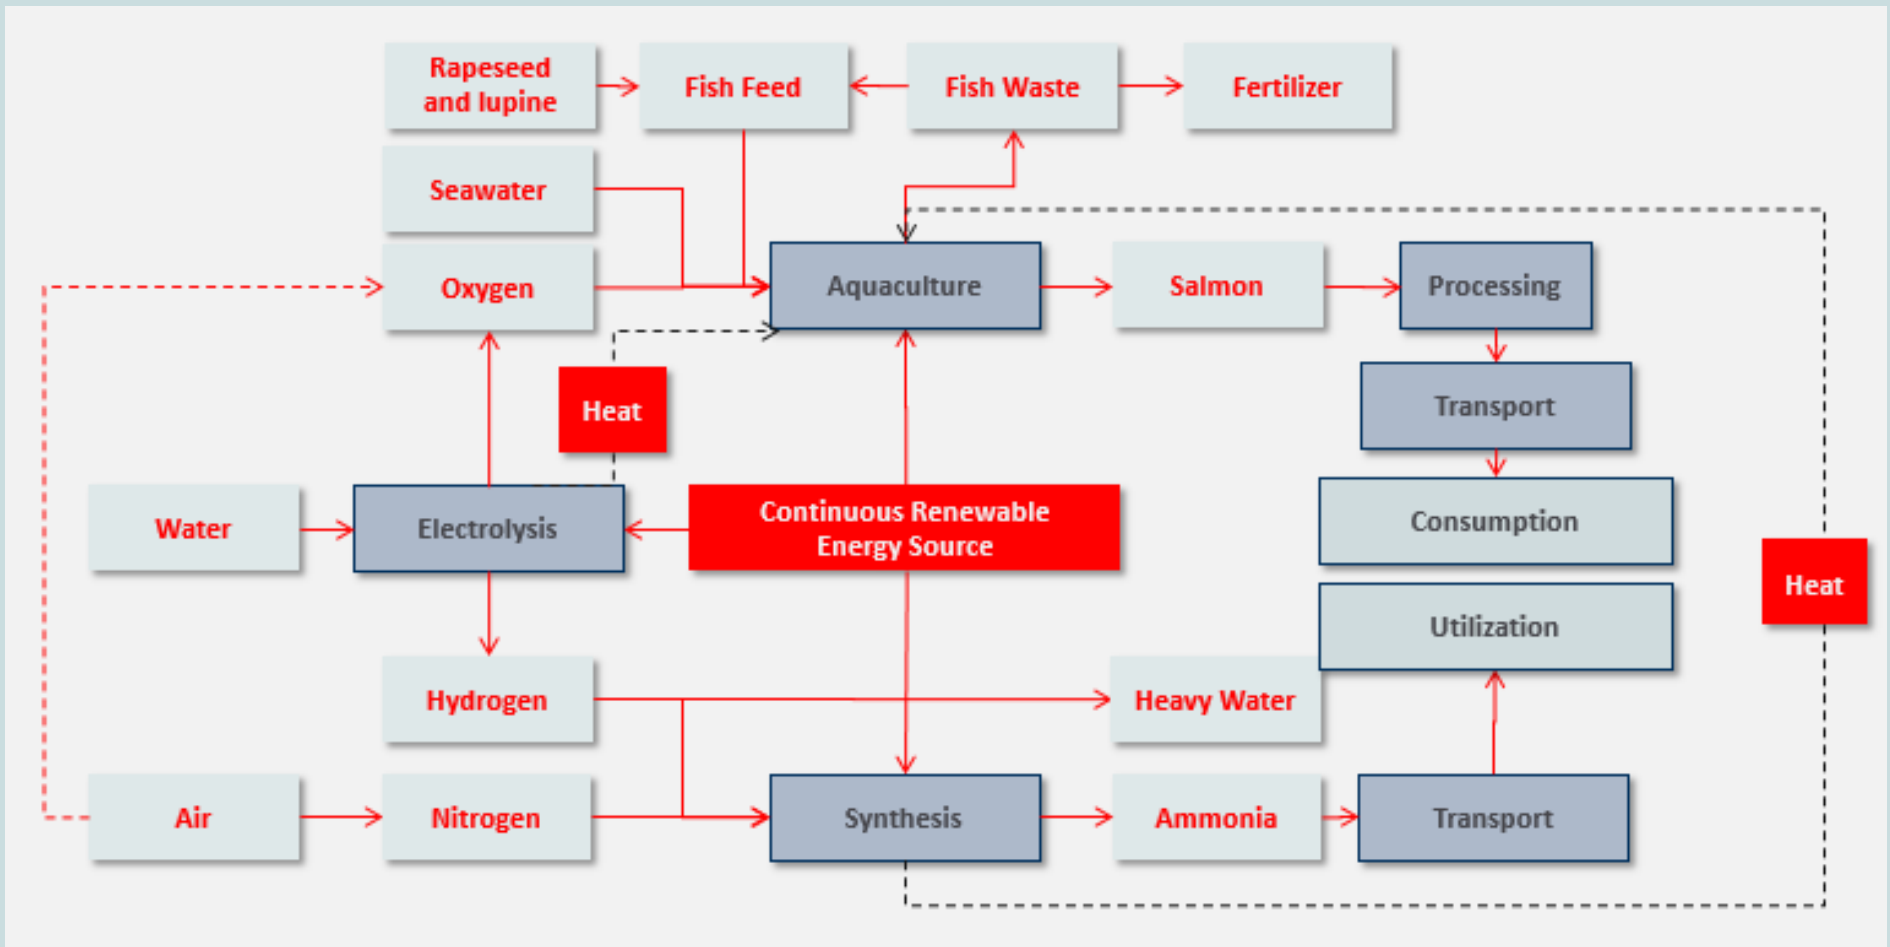 Rapeseed
and lupine
Fish Feed
Fish Waste
Fertilizer
Seawater
Oxygen
Aquaculture
Salmon
Processing
Heat
Transport
Water
Electrolysis
Continuous Renewable
Energy Source
Consumption
Heat
Utilization
Hydrogen
Heavy Water
Air
Nitrogen
Synthesis
Ammonia
Transport